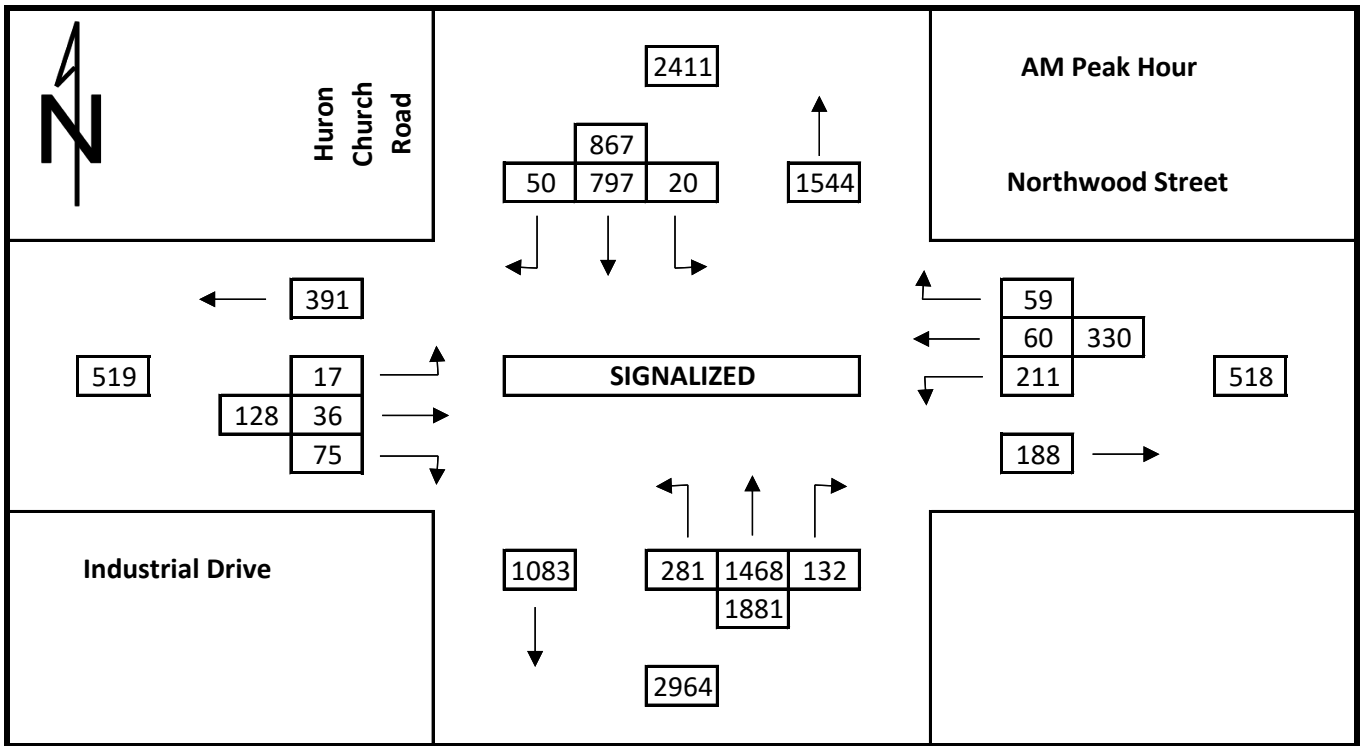 2411
AM Peak Hour
N
Huron
Church
Road
867
50 797 20
1544
Northwood Street
391
59
60 330
211
519
17
128 36
75
SIGNALIZED
518
188
Industrial Drive
1083
281 1468 132
1881
2964